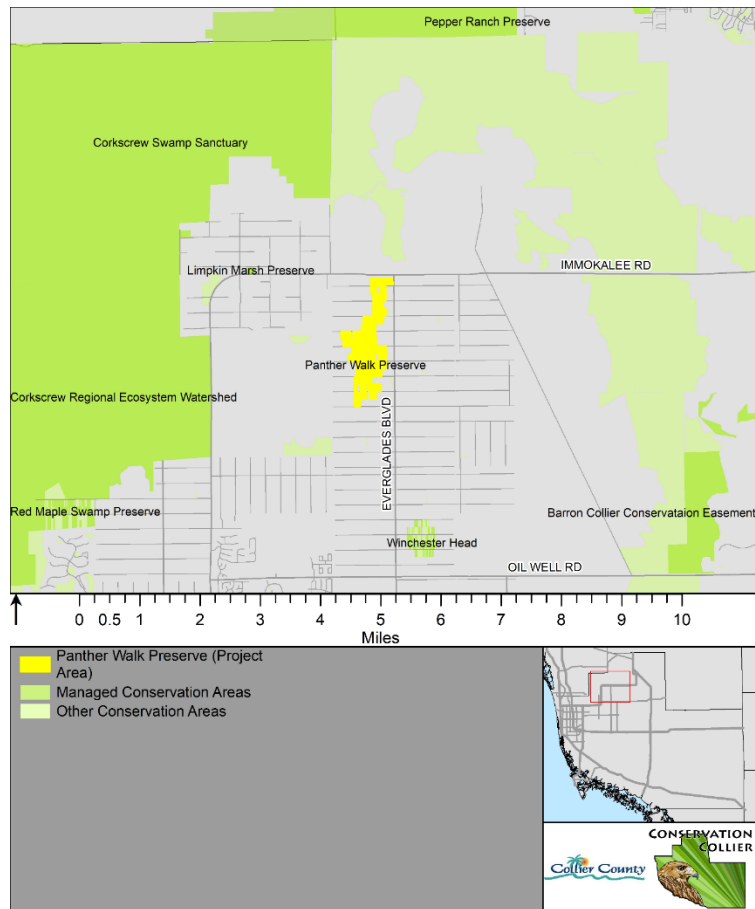 Pepper Ranch Preserve
Corkscrew Swamp Sanctuary
IMMOKALEE RD
Limpkin Marsh Preserve
Panther Walk Preserve
Corkscrew Regional Ecosystem Watershed
EVERGLADES BLVD
Red Maple Swamp Preserve
Barron Collier Conservataion Easement
Winchester Head
OIL WELL RD
0 0.5 1 2 3 4 5 6 7 8 9 10
Miles
Panther Walk Preserve (Project
Area)
Managed Conservation Areas
Other Conservation Areas
CONSERVATION
COLLIER
Collier County